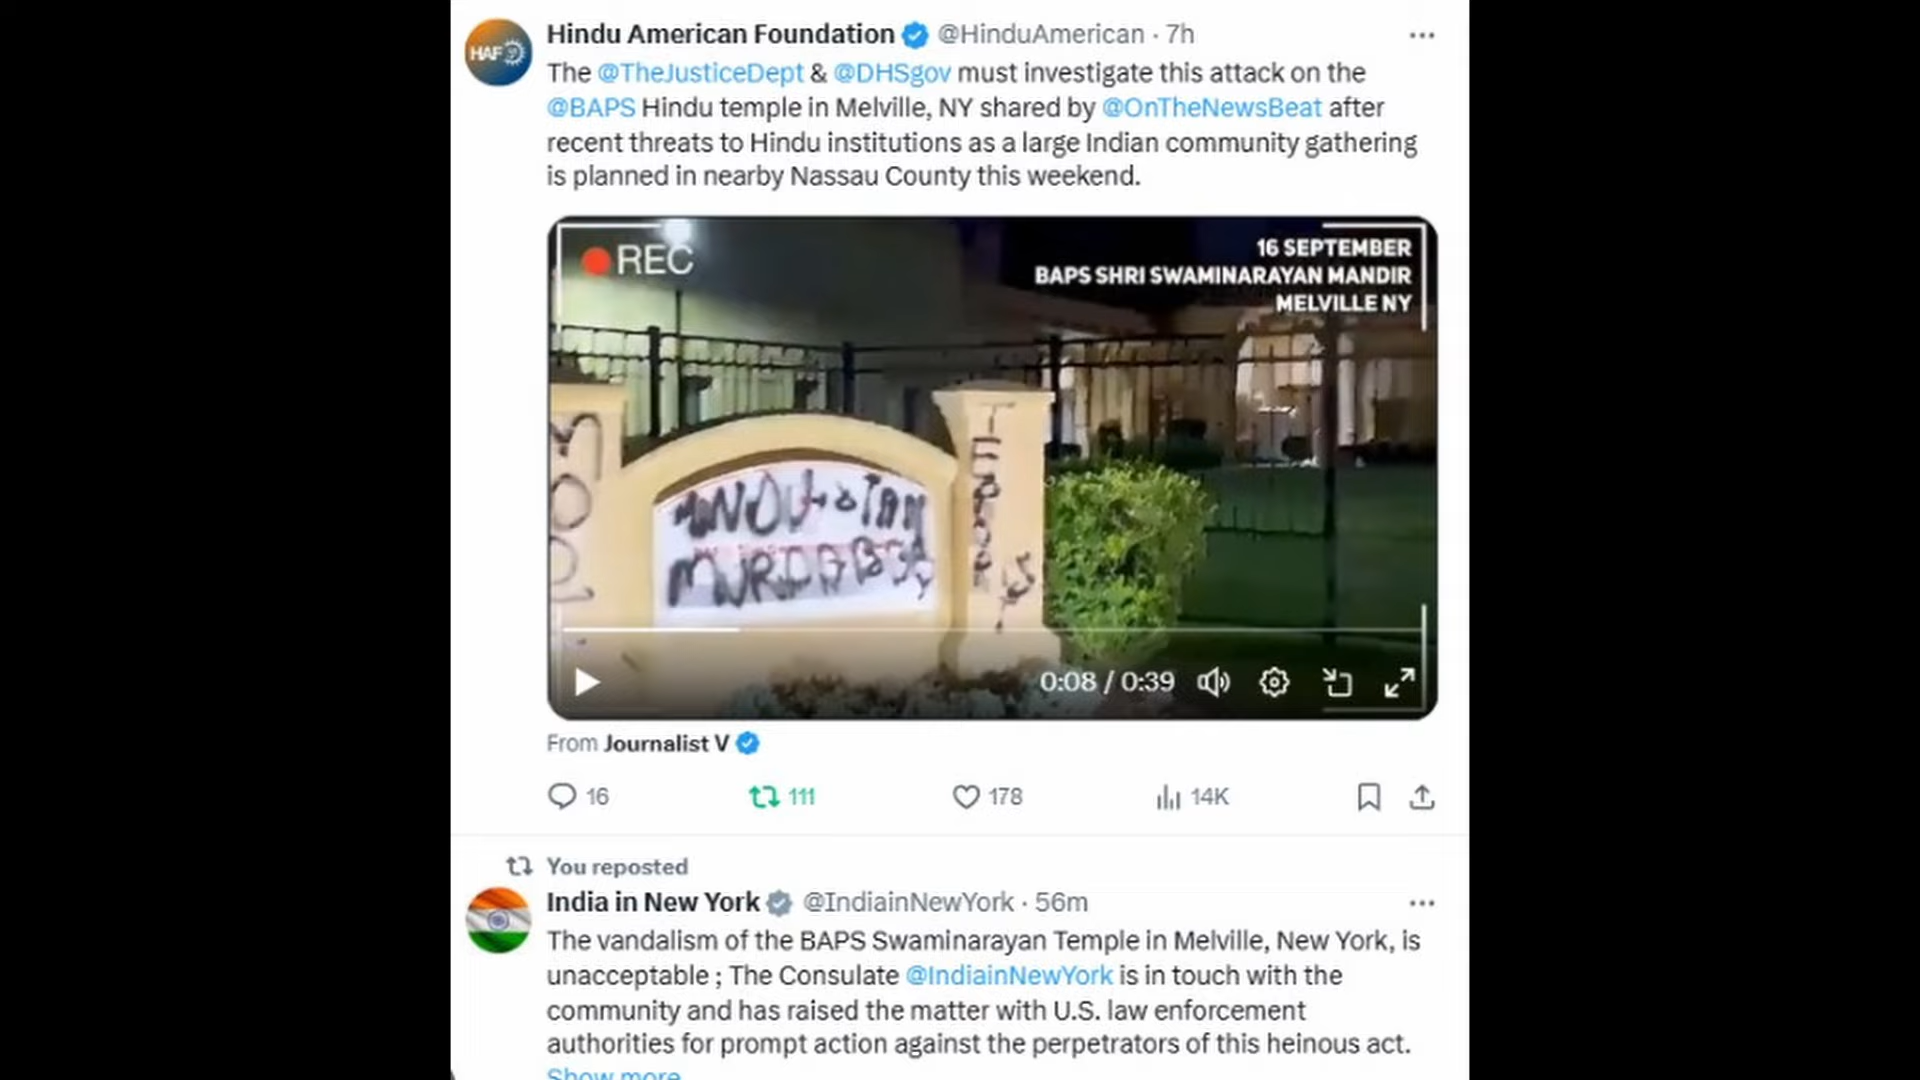 Hindu American Foundation @HinduAmerican · 7h
HAF
The @TheJusticeDept & @DHSgov must investigate this attack on the
@BAPS Hindu temple in Melville, NY shared by @OnTheNewsBeat after
recent threats to Hindu institutions as a large Indian community gathering
is planned in nearby Nassau County this weekend.
REC
16 SEPTEMBER
BAPS SHRI SWAMINARAYAN MANDIR
MELVILLE NY
MURDABAD
0:08 / 0:39
From Journalist V
16 111 178 14K
You reposted
India in New York @IndiainNewYork · 56m
The vandalism of the BAPS Swaminarayan Temple in Melville, New York, is
unacceptable ; The Consulate @IndiainNewYork is in touch with the
community and has raised the matter with U.S. law enforcement
authorities for prompt action against the perpetrators of this heinous act.
Show more